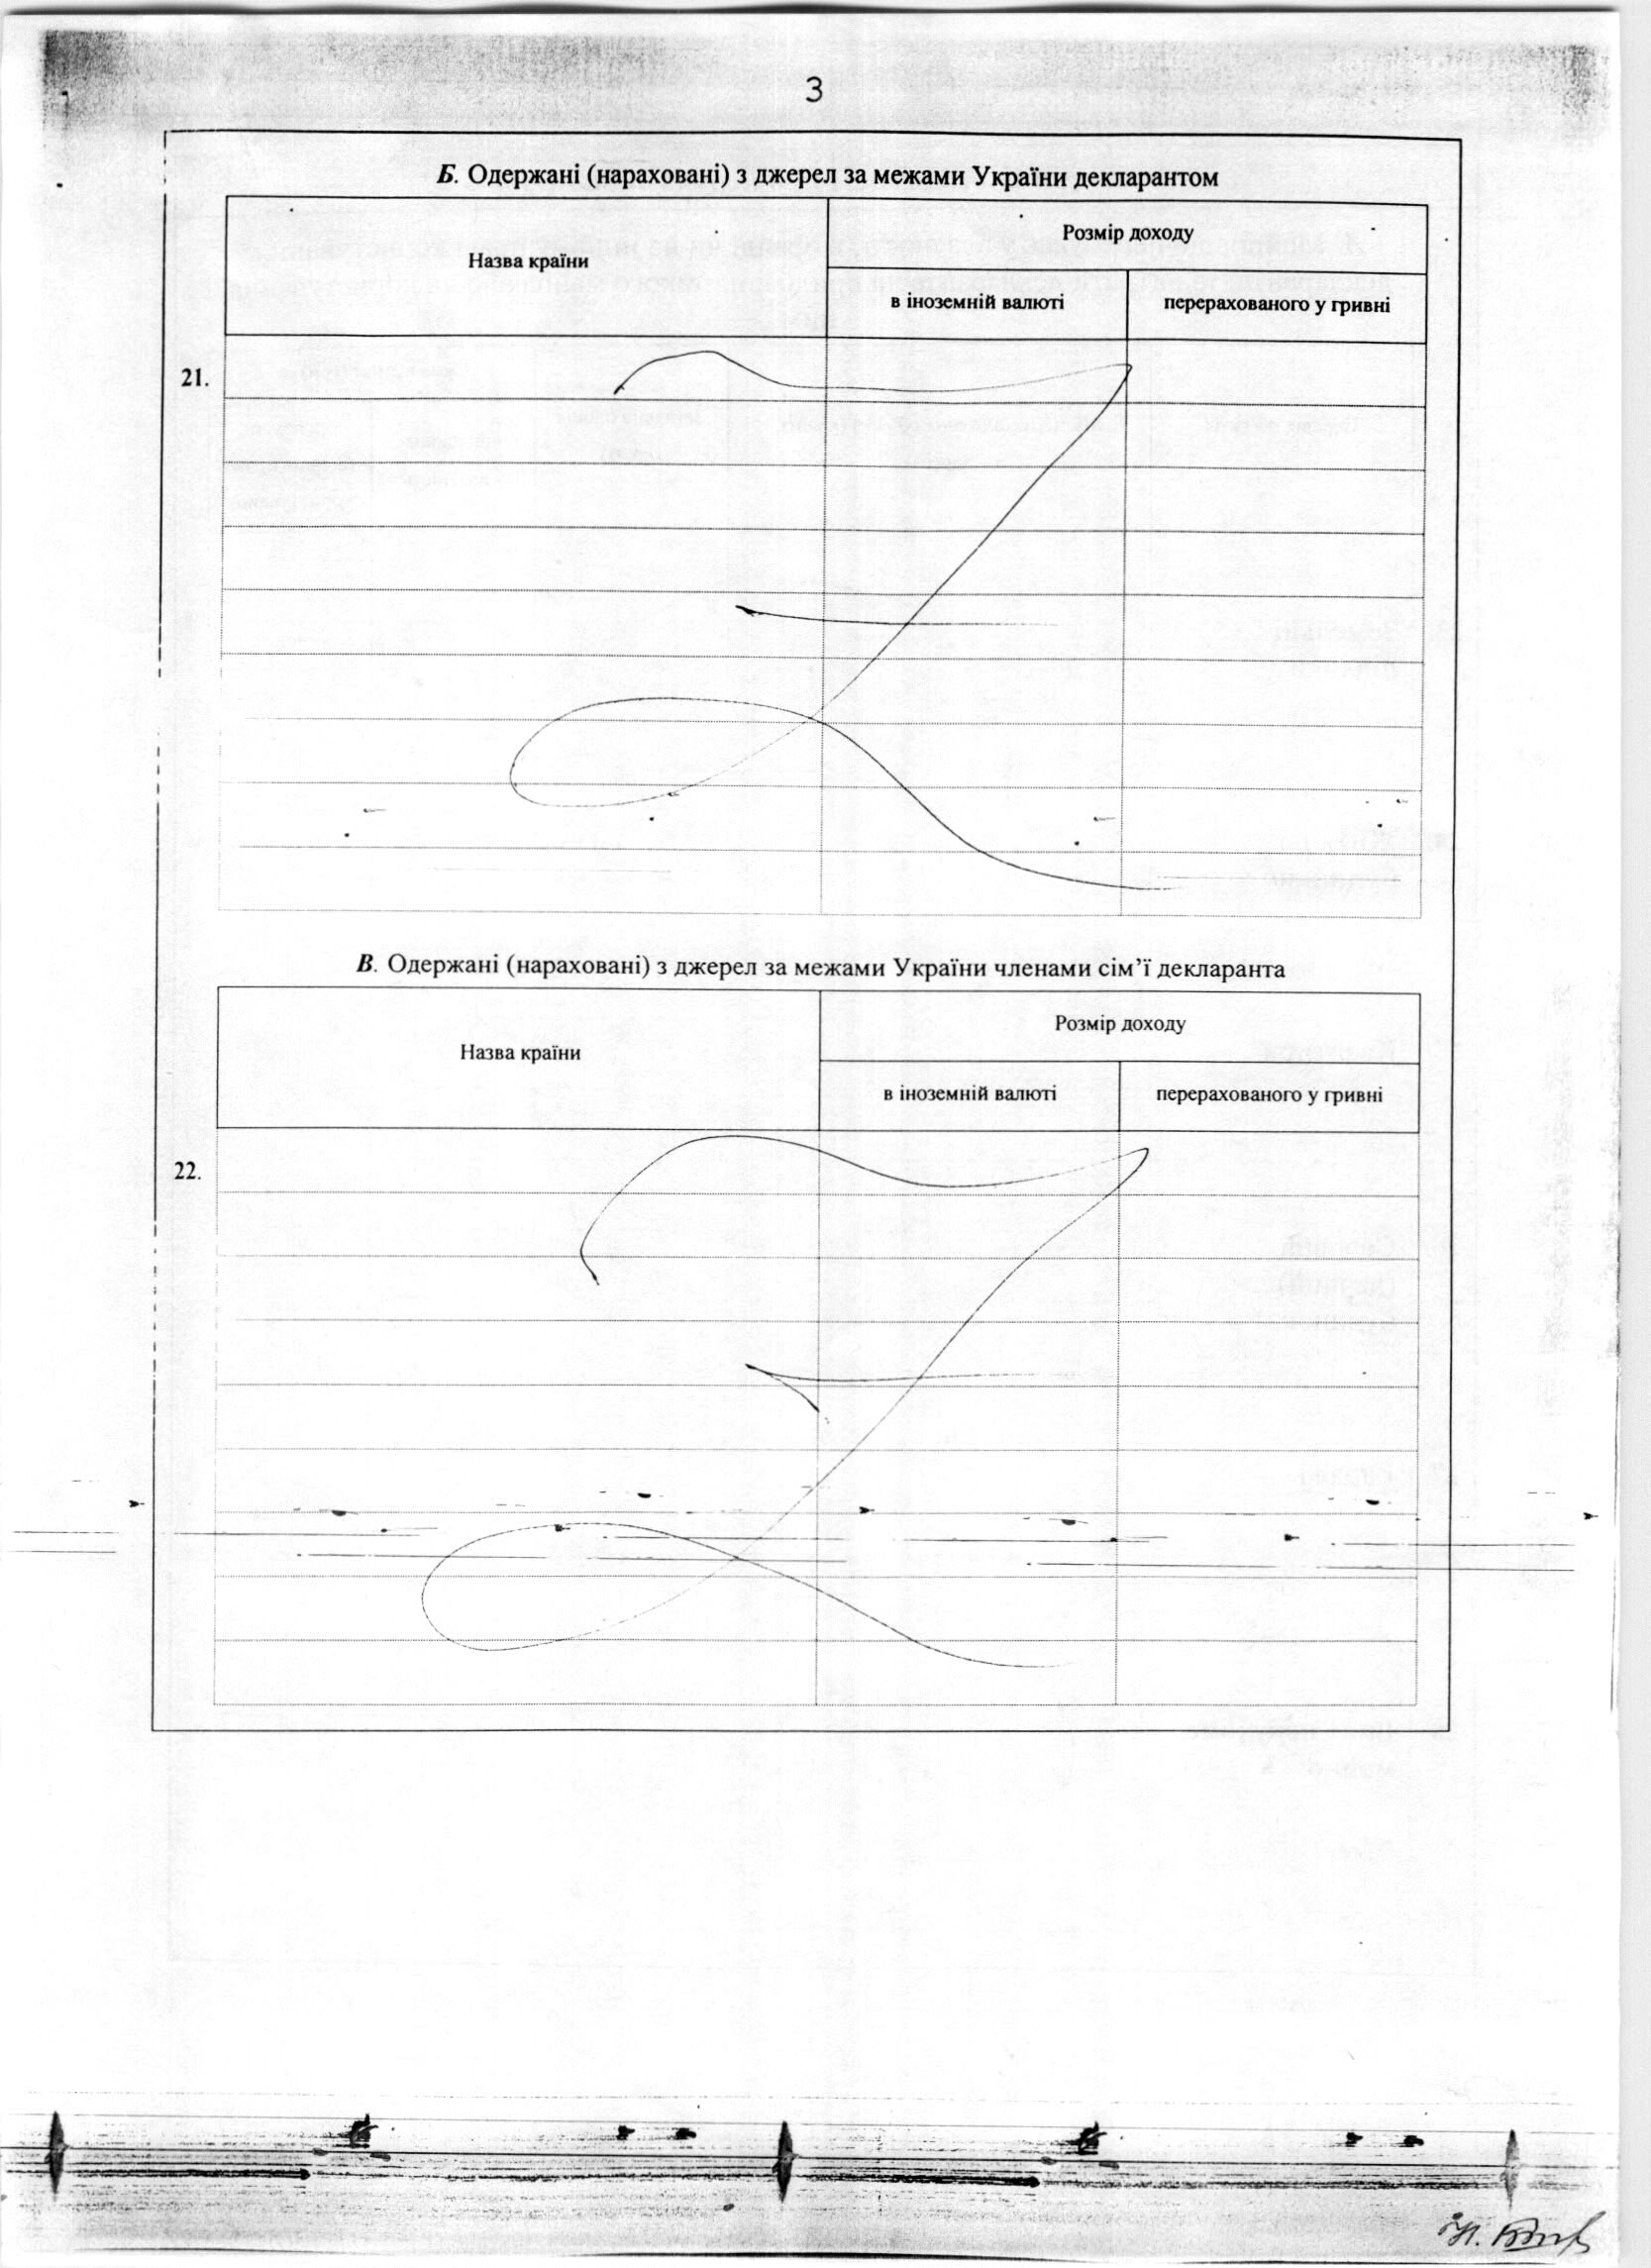 3
Б. Одержані (нараховані) з джерел за межами України декларантом
Назва країни
Розмір доходу
в іноземній валюті
перерахованого у гривні
21.
В. Одержані (нараховані) з джерел за межами України членами сім’ї декларанта
Назва країни
Розмір доходу
в іноземній валюті
перерахованого у гривні
22.